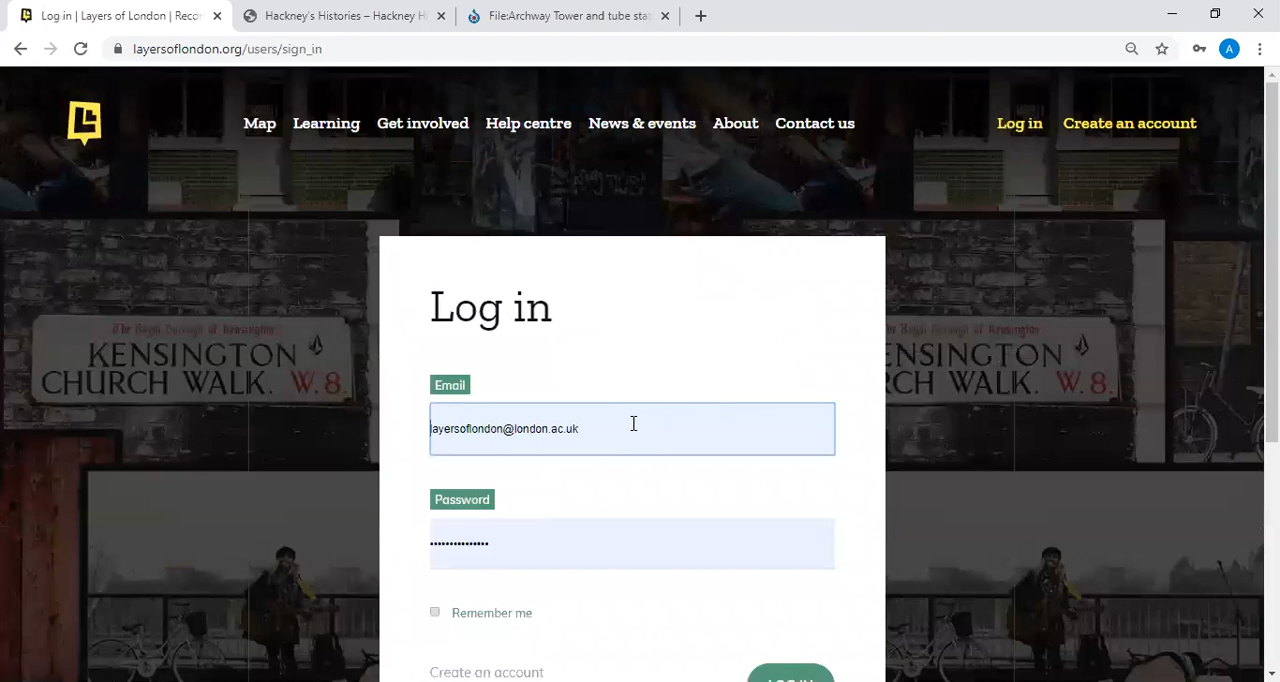 Log in | Layers of London | Recor
Hackney's Histories – Hackney Hi
File:Archway Tower and tube stat
layersoflondon.org/users/sign_in
A
Map
Learning
Get involved
Help centre
News & events
About
Contact us
Log in
Create an account
The Royal Borough of Kensington
KENSINGTON
CHURCH WALK. W.8.
The Royal Borough of Kensington
KENSINGTON
CHURCH WALK. W.8.
Log in
Email
layersoflondon@london.ac.uk
Password
Remember me
Create an account
LOG IN